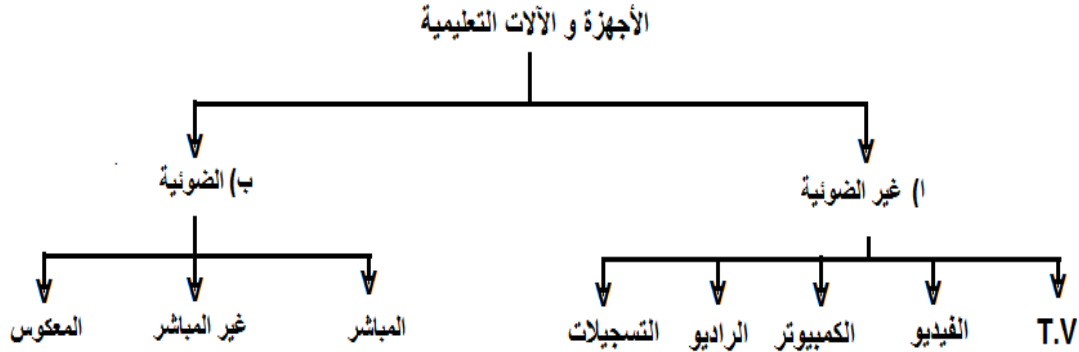 الأجهزة و الآلات التعليمية
ا) غير الضوئية
ب) الضوئية
T.V
الفيديو
الكمبيوتر
الراديو
التسجيلات
المباشر
غير المباشر
المعكوس